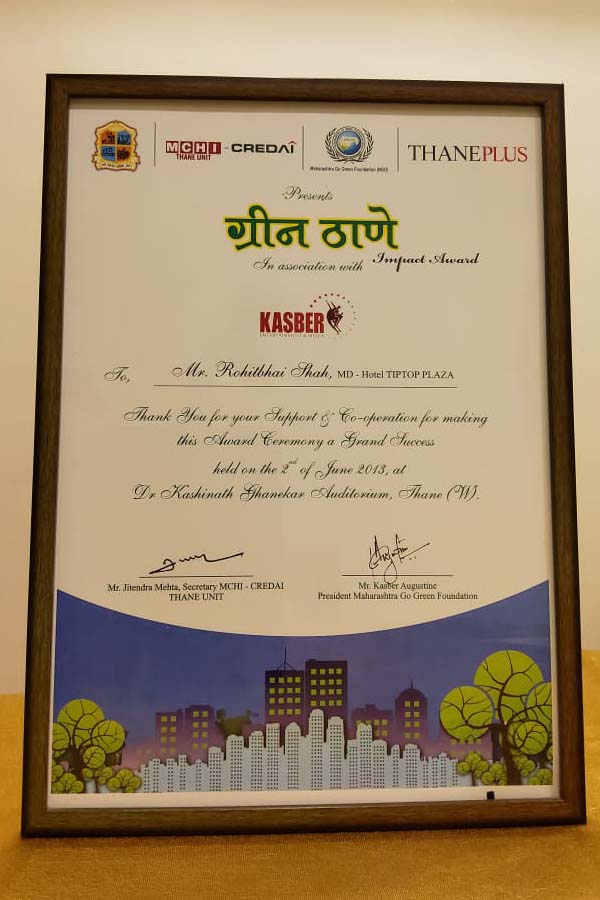 MCHI - CREDAI
THANE UNIT
Maharashtra Go Green Foundation (NGO)
THANEPLUS
Presents
ग्रीन ठाणे
In association with Impact Award
KASBER
ENTERTAINMENT & MEDIA
To, Mr. Rohitbhai Shah, MD - Hotel TIPTOP PLAZA
Thank You for your Support & Co-operation for making
this Award Ceremony a Grand Success
held on the 2nd of June 2013, at
Dr Kashinath Ghanekar Auditorium, Thane (W).
Mr. Jitendra Mehta, Secretary MCHI - CREDAI
THANE UNIT
Mr. Kasber Augustine
President Maharashtra Go Green Foundation